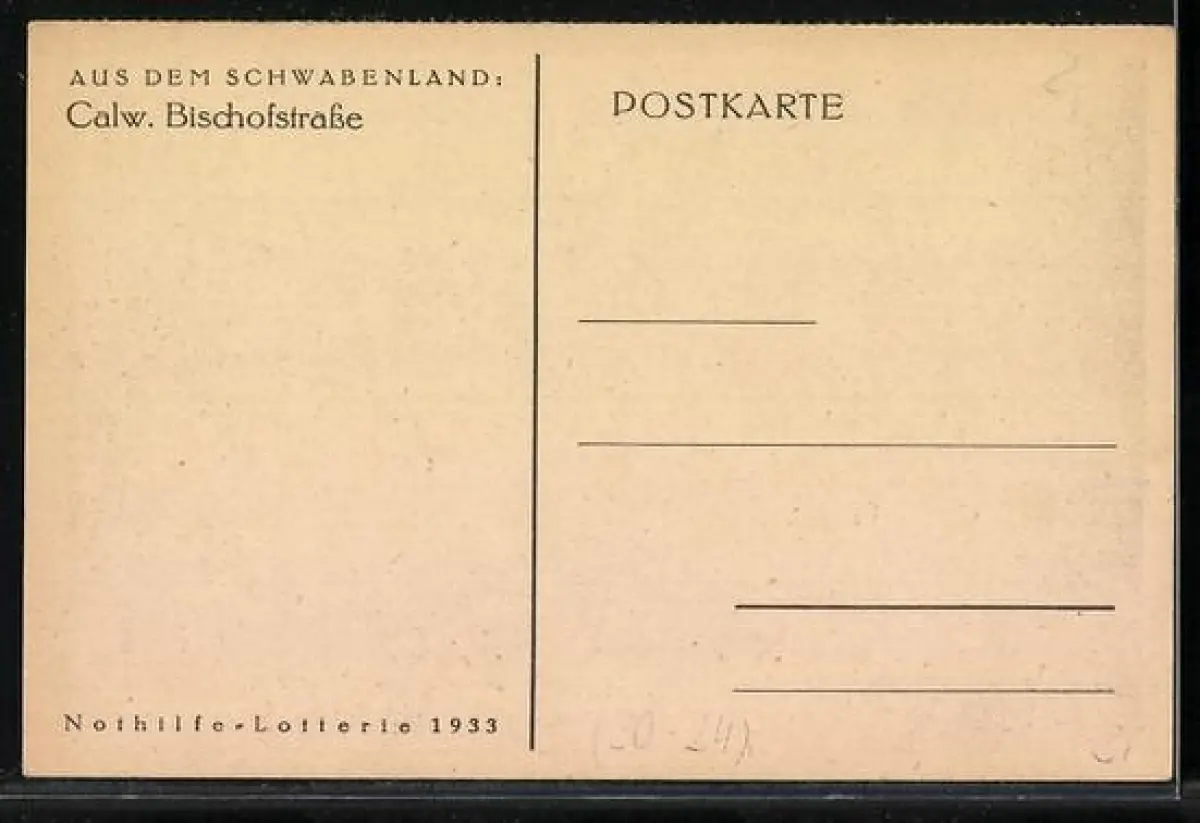 AUS DEM SCHWABENLAND:
Calw. Bischofstraße
Nothilfe-Lotterie 1933
POSTKARTE